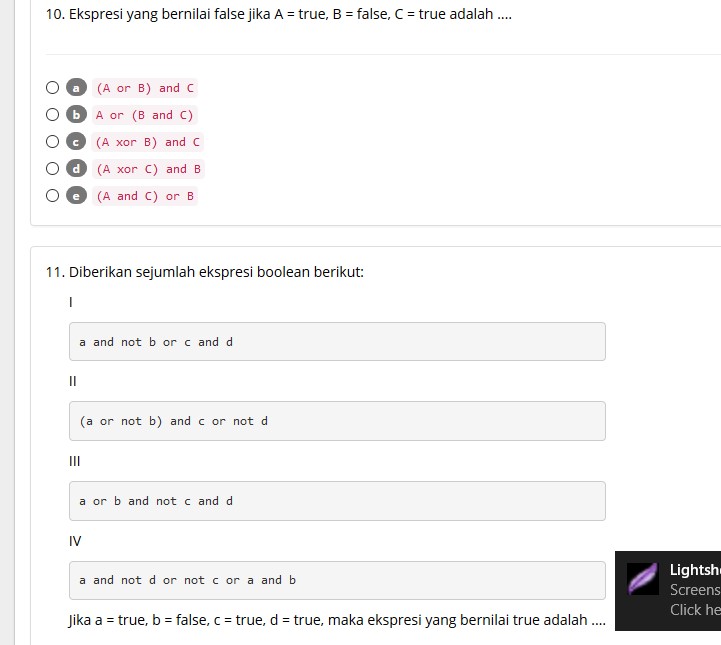 10. Ekspresi yang bernilai false jika A = true, B = false, C = true adalah ....
a (A or B) and C
b A or (B and C)
c (A xor B) and C
d (A xor C) and B
e (A and C) or B
11. Diberikan sejumlah ekspresi boolean berikut:
I
a and not b or c and d
II
(a or not b) and c or not d
III
a or b and not c and d
IV
a and not d or not c or a and b
Jika a = true, b = false, c = true, d = true, maka ekspresi yang bernilai true adalah ....
Lightsh
Screens
Click he